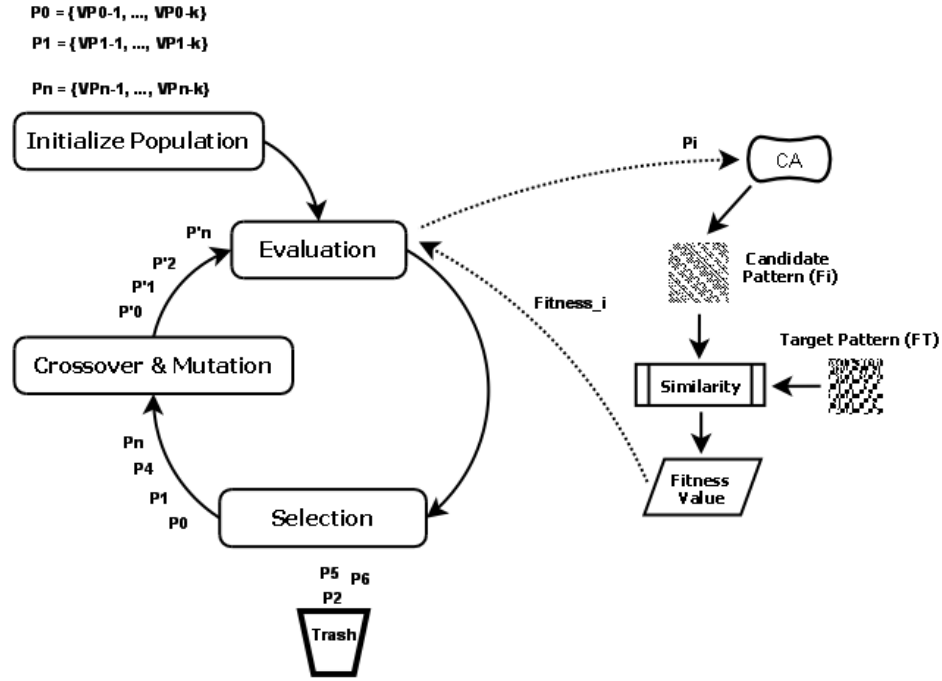 P0 = {VP0-1, ..., VP0-k}
P1 = {VP1-1, ..., VP1-k}
Pn = {VPn-1, ..., VPn-k}
Initialize Population
Pi
CA
P'n
Evaluation
P'2
P'1
P'0
Candidate
Pattern (Fi)
Fitness_i
Target Pattern (FT)
Crossover & Mutation
Similarity
Pn
P4
P1
P0
Fitness
Value
Selection
P5
P6
P2
Trash